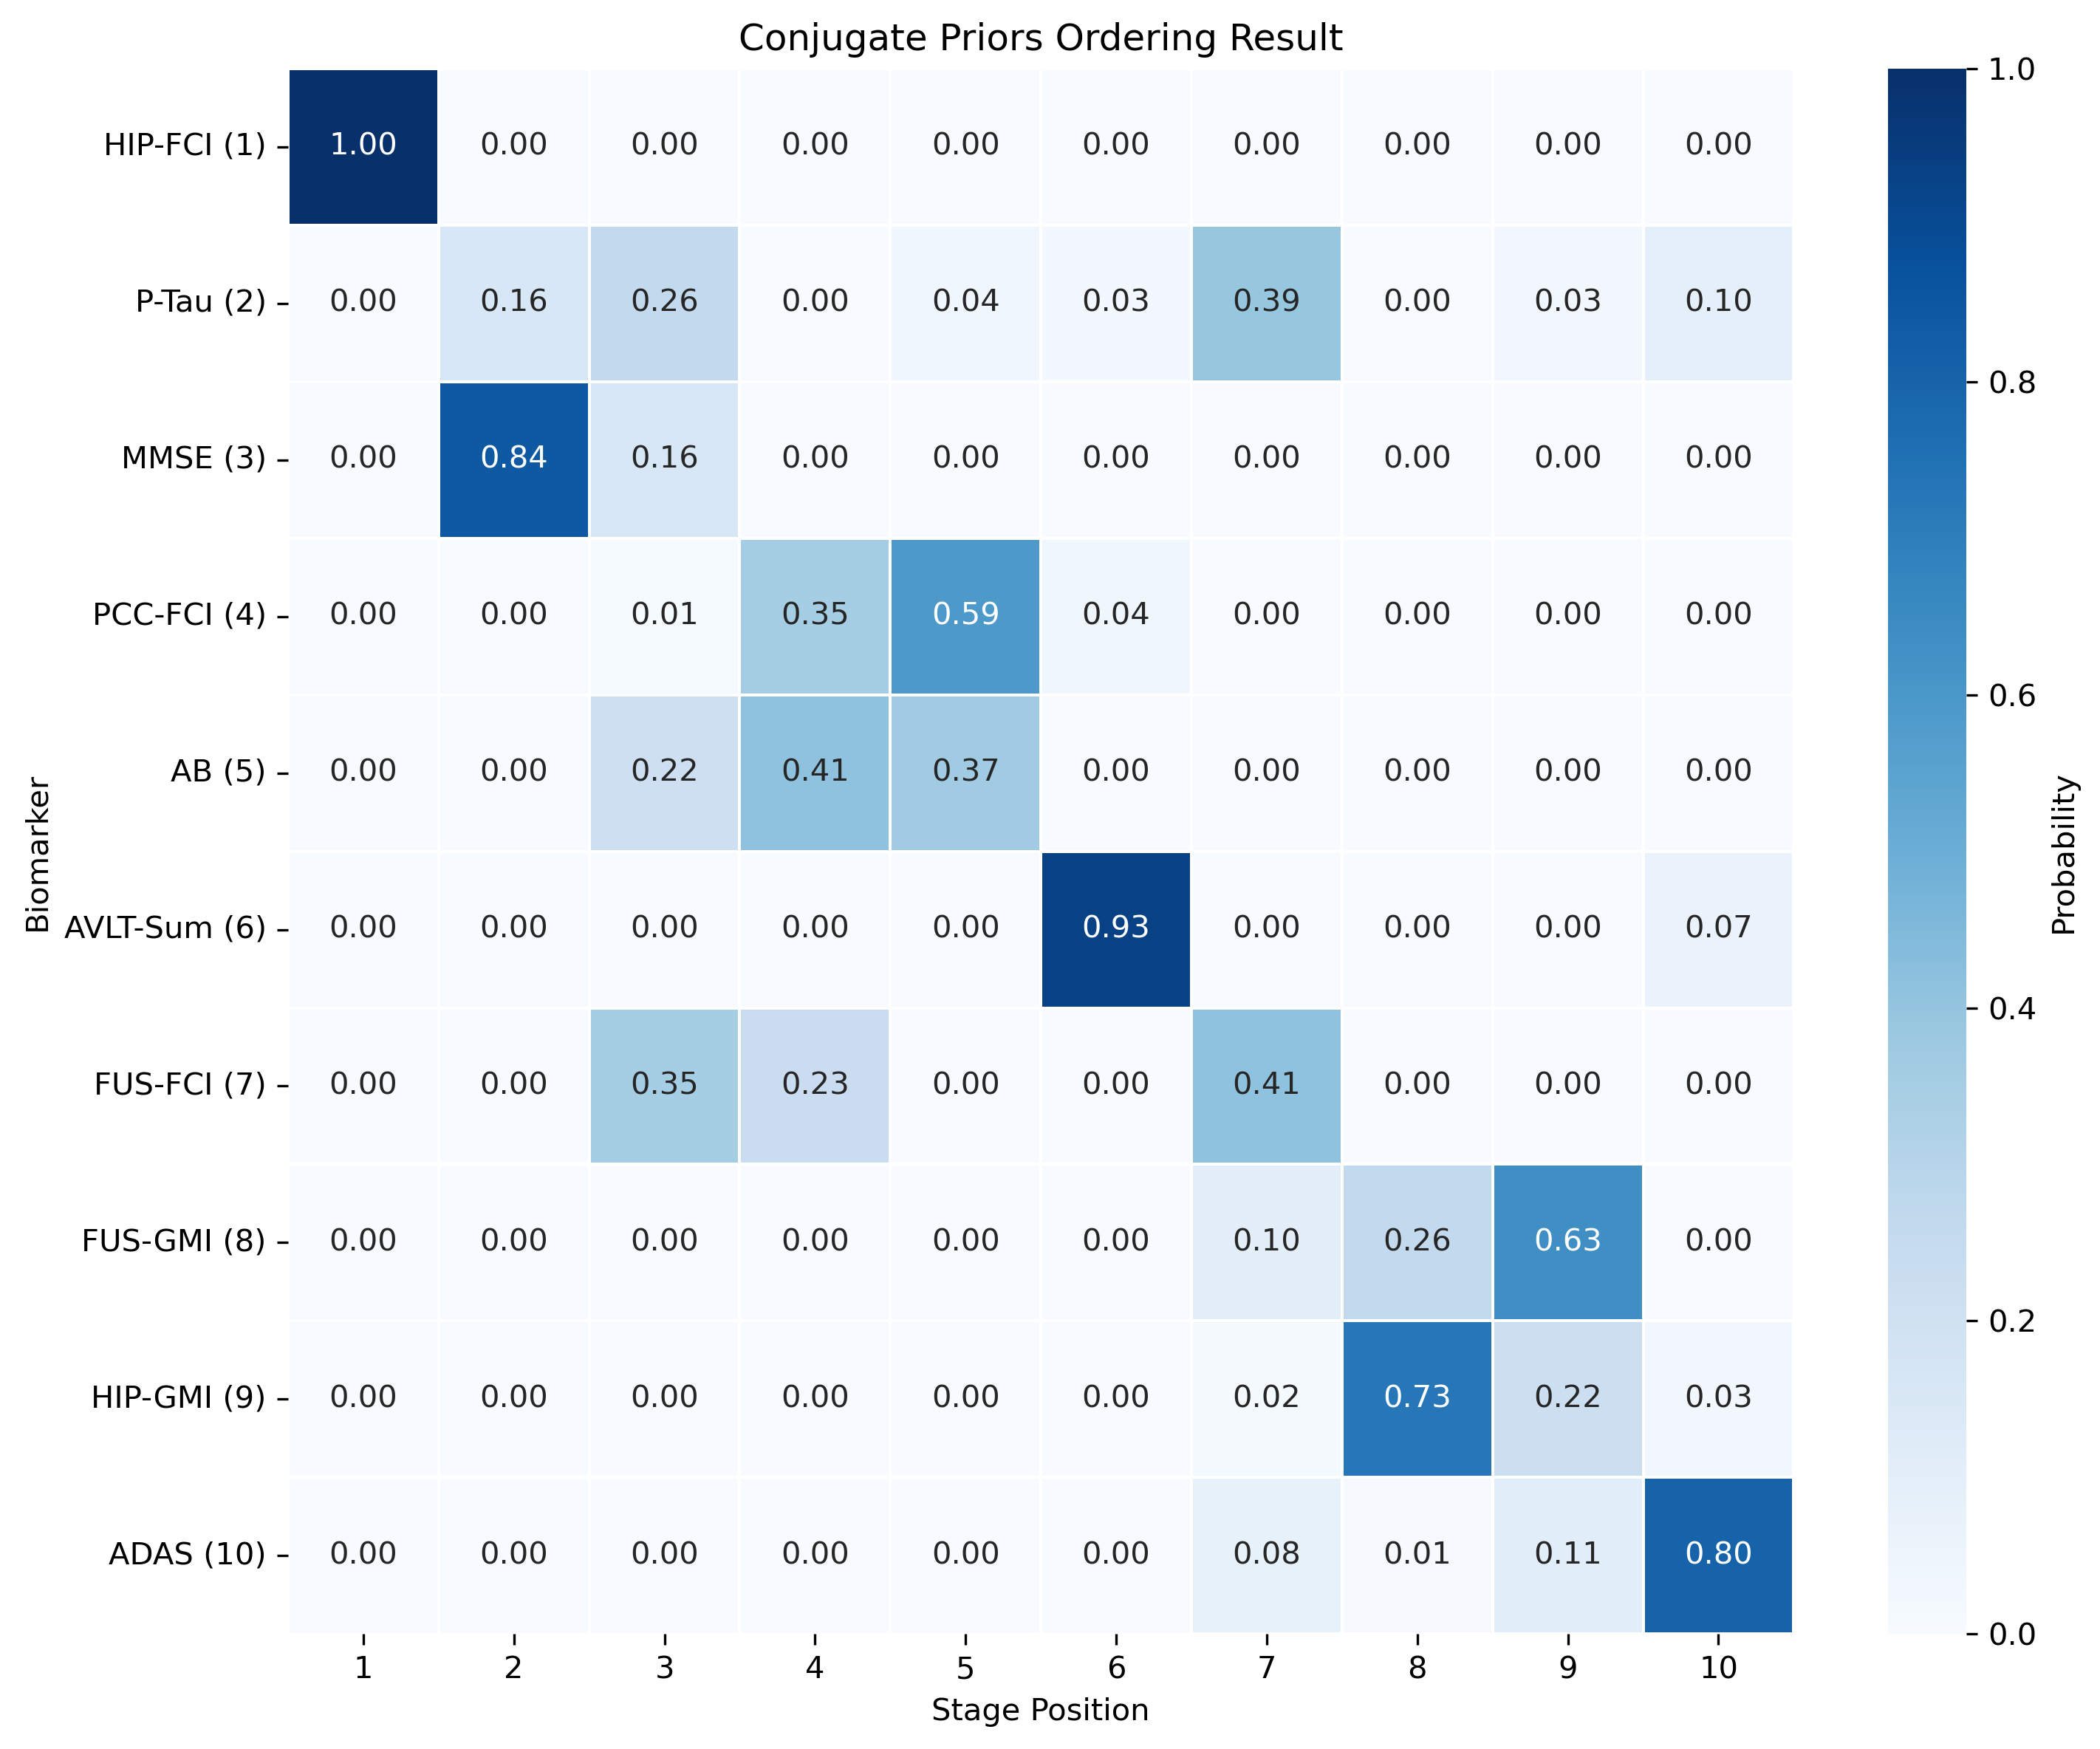 Conjugate Priors Ordering Result
HIP-FCI (1) 1.00 0.00 0.00 0.00 0.00 0.00 0.00 0.00 0.00 0.00
P-Tau (2) 0.00 0.16 0.26 0.00 0.04 0.03 0.39 0.00 0.03 0.10
MMSE (3) 0.00 0.84 0.16 0.00 0.00 0.00 0.00 0.00 0.00 0.00
PCC-FCI (4) 0.00 0.00 0.01 0.35 0.59 0.04 0.00 0.00 0.00 0.00
AB (5) 0.00 0.00 0.22 0.41 0.37 0.00 0.00 0.00 0.00 0.00
AVLT-Sum (6) 0.00 0.00 0.00 0.00 0.00 0.93 0.00 0.00 0.00 0.07
FUS-FCI (7) 0.00 0.00 0.35 0.23 0.00 0.00 0.41 0.00 0.00 0.00
FUS-GMI (8) 0.00 0.00 0.00 0.00 0.00 0.00 0.10 0.26 0.63 0.00
HIP-GMI (9) 0.00 0.00 0.00 0.00 0.00 0.00 0.02 0.73 0.22 0.03
ADAS (10) 0.00 0.00 0.00 0.00 0.00 0.00 0.08 0.01 0.11 0.80
1 2 3 4 5 6 7 8 9 10
Stage Position
Biomarker
1.0
0.8
0.6
0.4
0.2
0.0
Probability